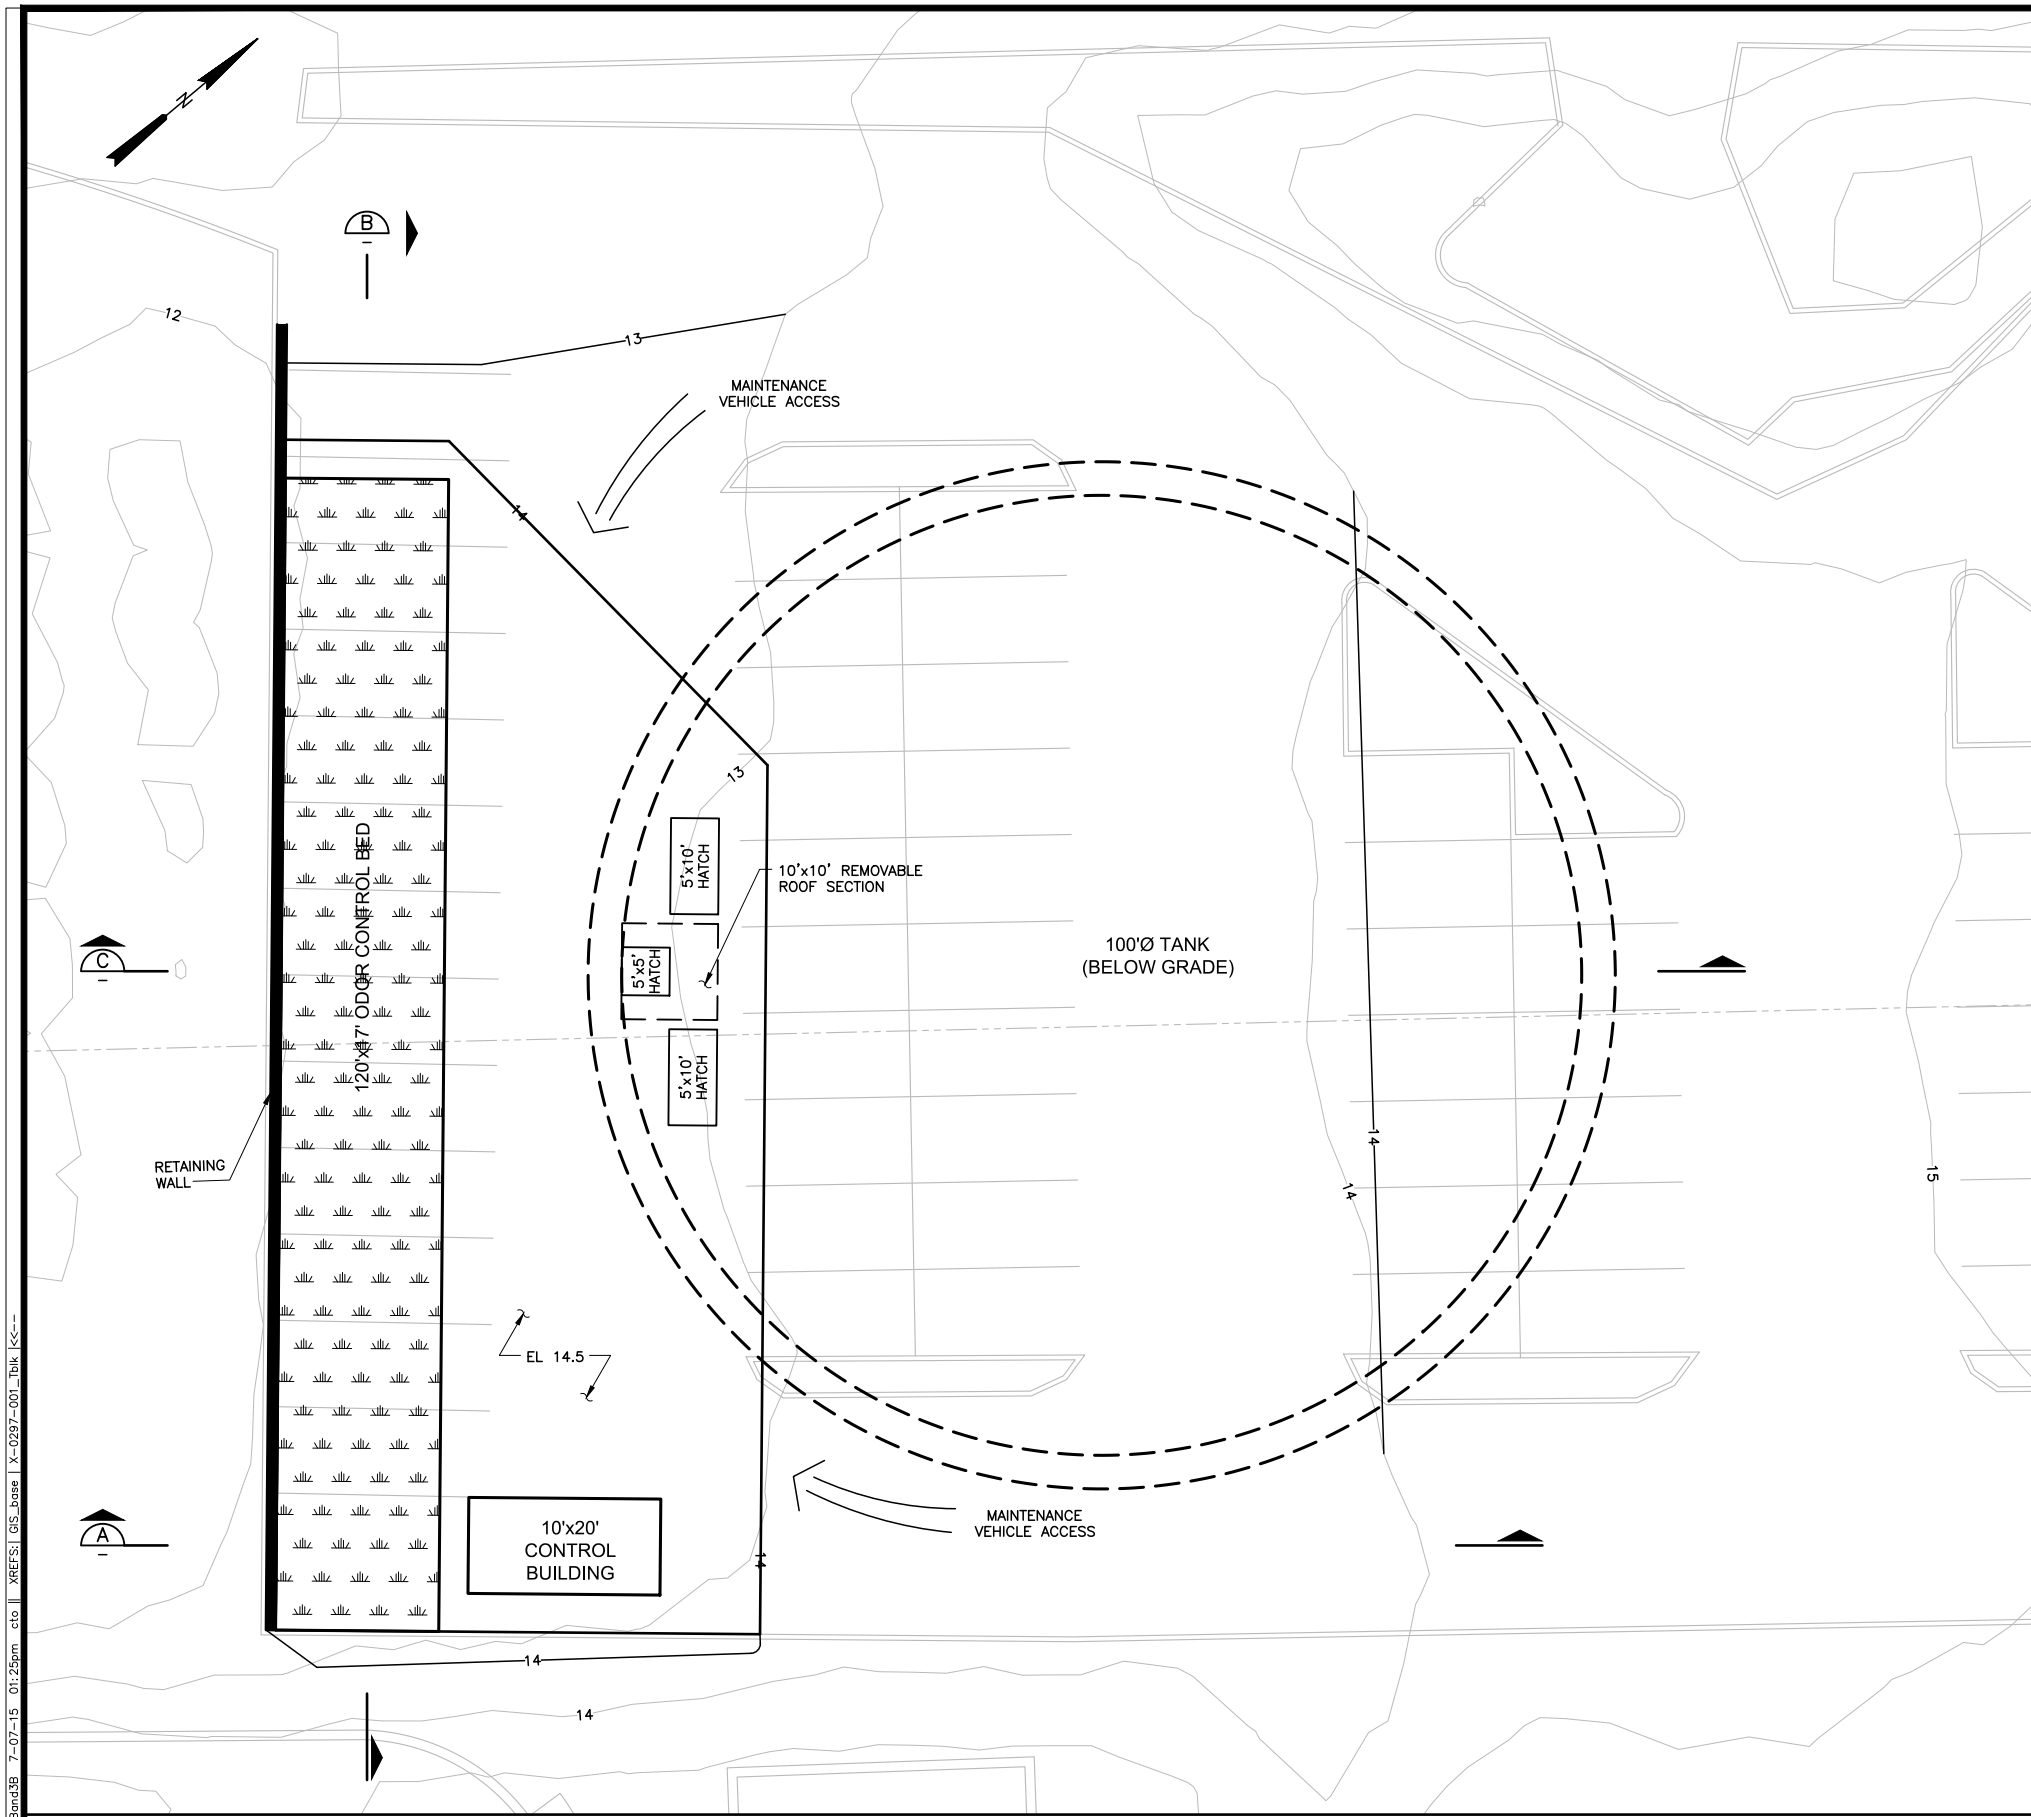 N
B
12
13
MAINTENANCE
VEHICLE ACCESS
14
13
5'x10'
HATCH
10'x10' REMOVABLE
ROOF SECTION
120'x17' ODOR CONTROL BED
C
5'x5'
HATCH
100'Ø TANK
(BELOW GRADE)
5'x10'
HATCH
RETAINING
WALL
14
14
15
EL 14.5
A
10'x20'
CONTROL
BUILDING
MAINTENANCE
VEHICLE ACCESS
14
14
14
Band3B 7-07-15 01:25pm cto || XREFS:| GIS_base | X-0297-001_Tblk |<<--